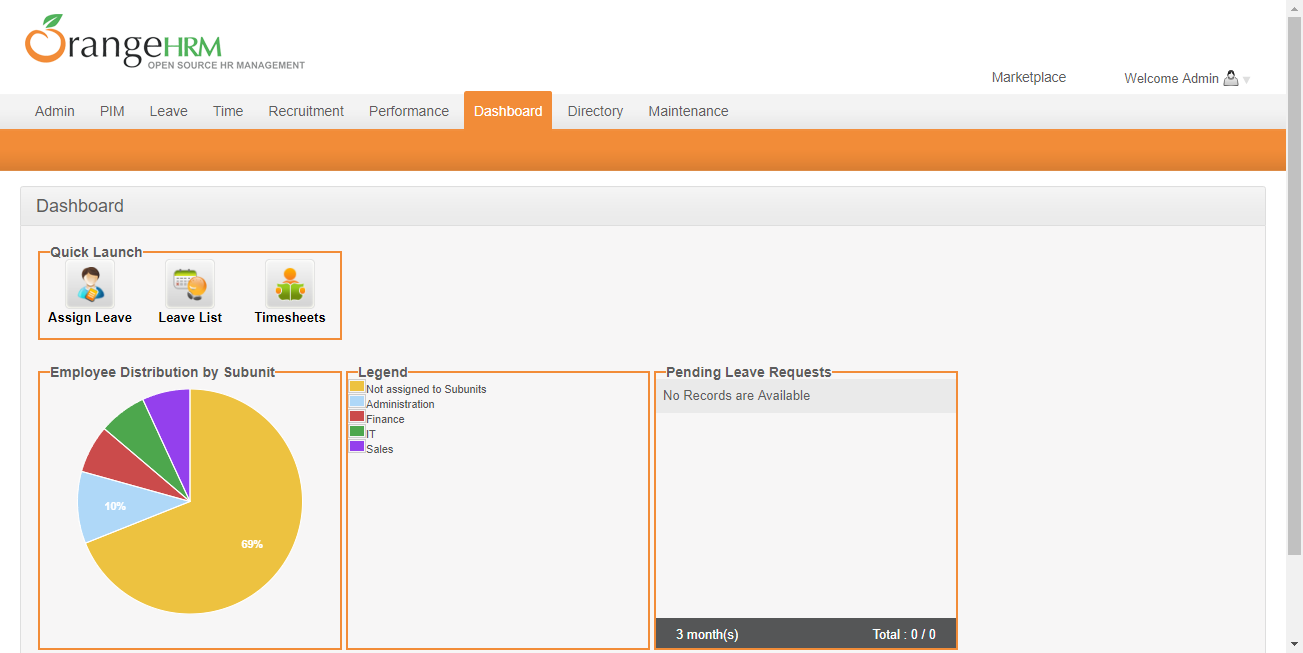 OrangeHRM
OPEN SOURCE HR MANAGEMENT
Marketplace Welcome Admin
Admin PIM Leave Time Recruitment Performance Dashboard Directory Maintenance
Dashboard
Quick Launch
Assign Leave Leave List Timesheets
Employee Distribution by Subunit
10%
69%
Legend
Not assigned to Subunits
Administration
Finance
IT
Sales
Pending Leave Requests
No Records are Available
3 month(s) Total : 0 / 0